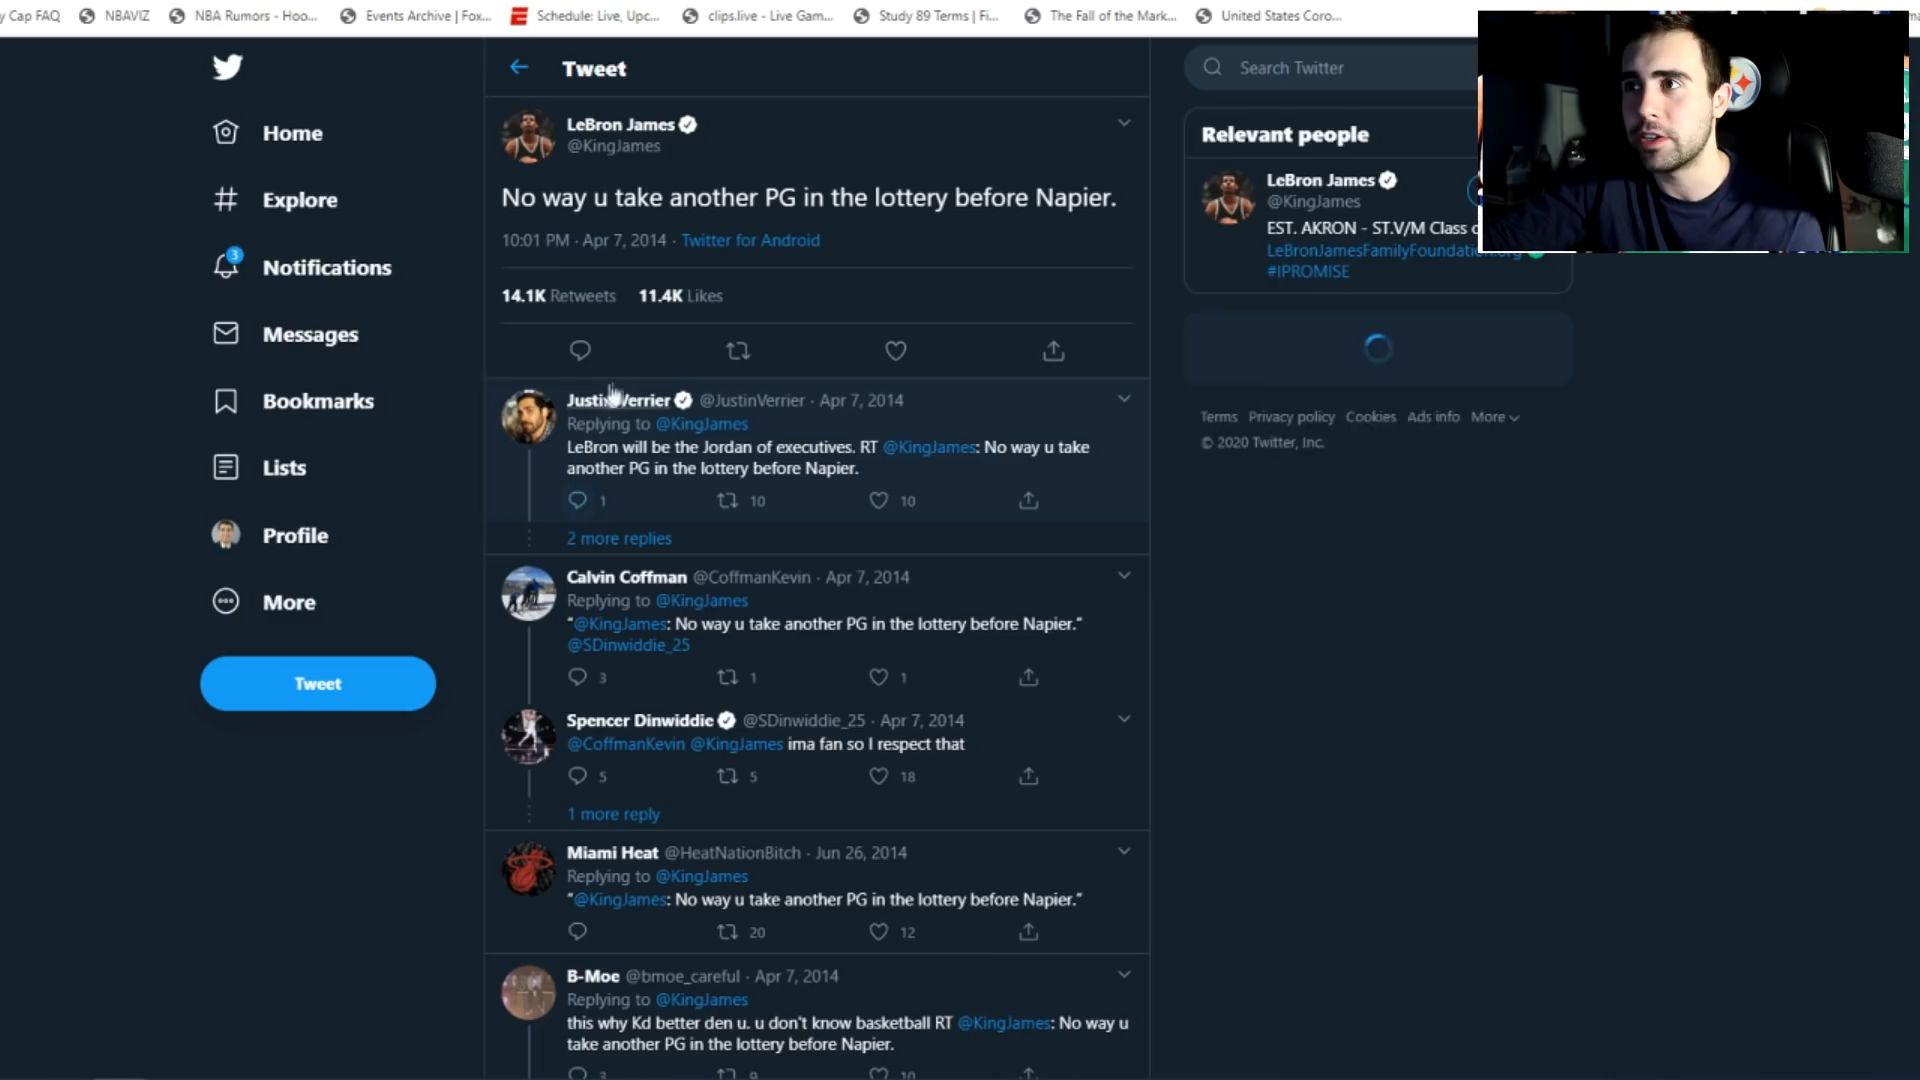 y Cap FAQ
NBAVIZ
NBA Rumors - Hoo...
Events Archive | Fox...
Schedule: Live, Upc...
clips.live - Live Gam...
Study 89 Terms | Fi...
The Fall of the Mark...
United States Coro...
Home
Explore
3
Notifications
Messages
Bookmarks
Lists
Profile
More
Tweet
Tweet
LeBron James
@KingJames
No way u take another PG in the lottery before Napier.
10:01 PM · Apr 7, 2014 · Twitter for Android
14.1K Retweets 11.4K Likes
Justin Verrier @JustinVerrier · Apr 7, 2014
Replying to @KingJames
LeBron will be the Jordan of executives. RT @KingJames: No way u take
another PG in the lottery before Napier.
1 10 10
2 more replies
Calvin Coffman @CoffmanKevin · Apr 7, 2014
Replying to @KingJames
"@KingJames: No way u take another PG in the lottery before Napier."
@SDinwiddie_25
3 1 1
Spencer Dinwiddie @SDinwiddie_25 · Apr 7, 2014
@CoffmanKevin @KingJames ima fan so I respect that
5 5 18
1 more reply
Miami Heat @HeatNationBitch · Jun 26, 2014
Replying to @KingJames
"@KingJames: No way u take another PG in the lottery before Napier."
20 12
B-Moe @bmoe_careful · Apr 7, 2014
Replying to @KingJames
this why Kd better den u. u don't know basketball RT @KingJames: No way u
take another PG in the lottery before Napier.
3 9 10
Search Twitter
Relevant people
LeBron James
@KingJames
EST. AKRON - ST.V/M Class
LeBronJamesFamilyFoundation.org
#IPROMISE
Terms Privacy policy Cookies Ads info More
© 2020 Twitter, Inc.